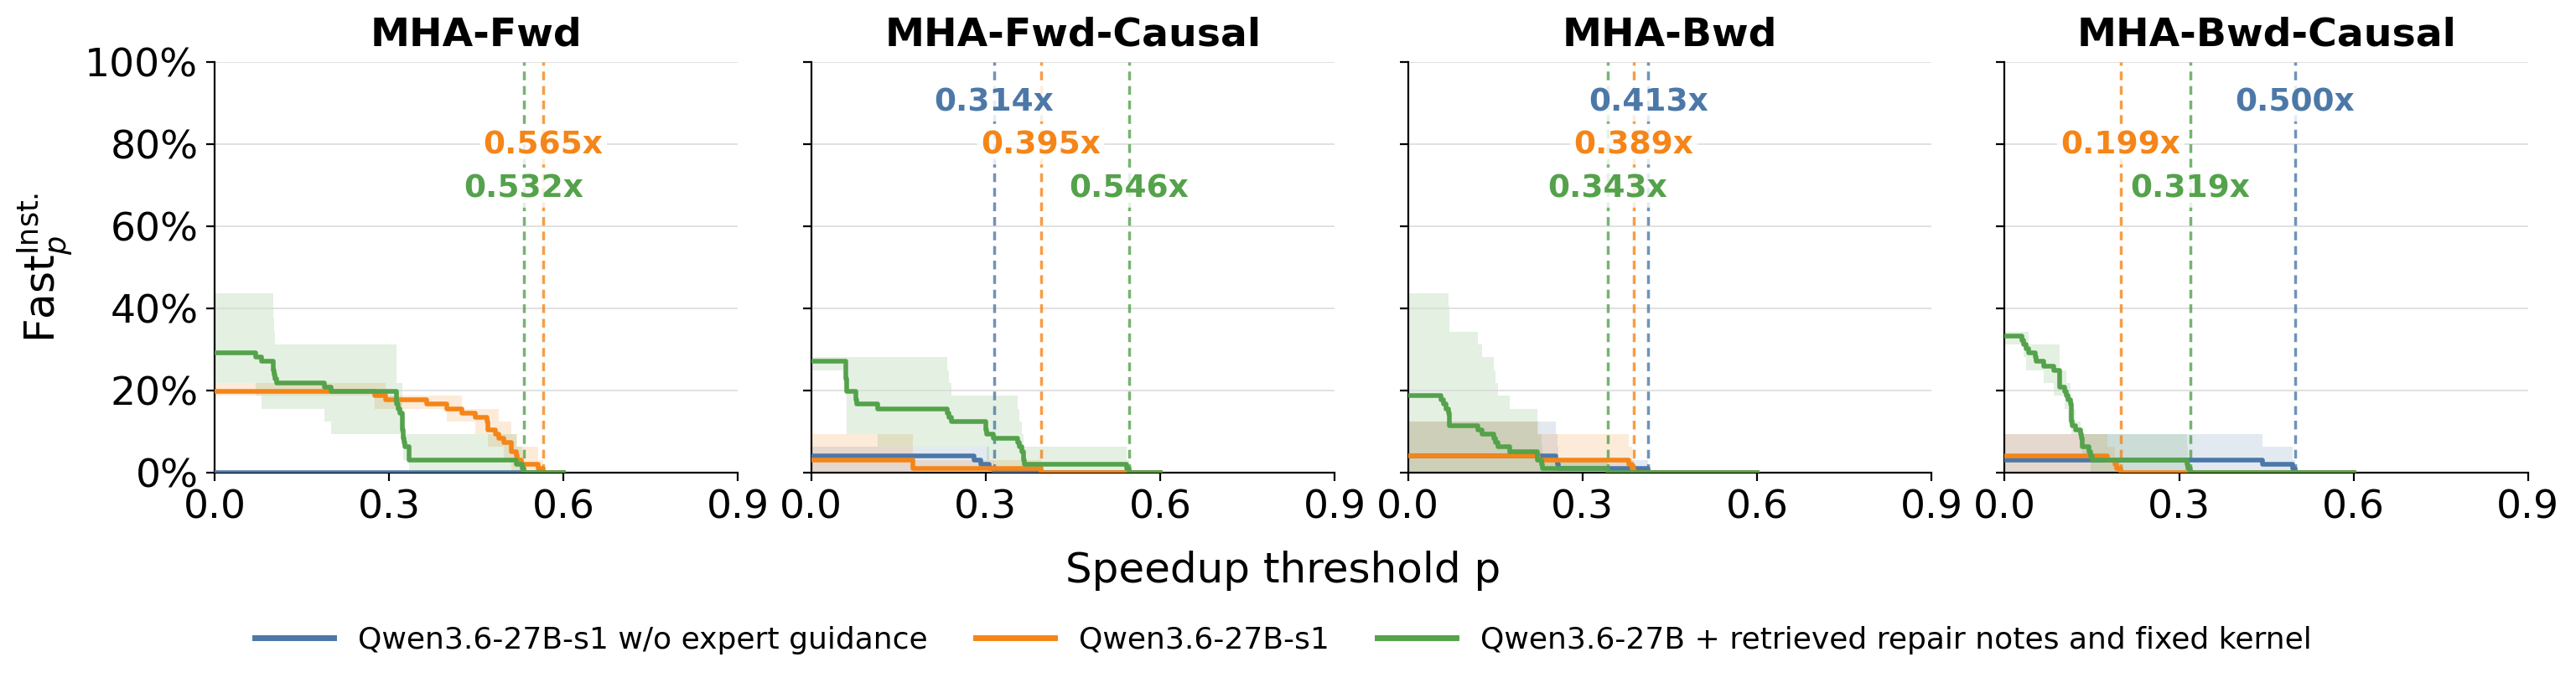 MHA-Fwd
MHA-Fwd-Causal
MHA-Bwd
MHA-Bwd-Causal
Fast_p^Inst.
100%
80%
60%
40%
20%
0%
0.565x
0.532x
0.0 0.3 0.6 0.9
0.314x
0.395x
0.546x
0.0 0.3 0.6 0.9
0.413x
0.389x
0.343x
0.0 0.3 0.6 0.9
0.500x
0.199x
0.319x
0.0 0.3 0.6 0.9
Speedup threshold p
Qwen3.6-27B-s1 w/o expert guidance
Qwen3.6-27B-s1
Qwen3.6-27B + retrieved repair notes and fixed kernel